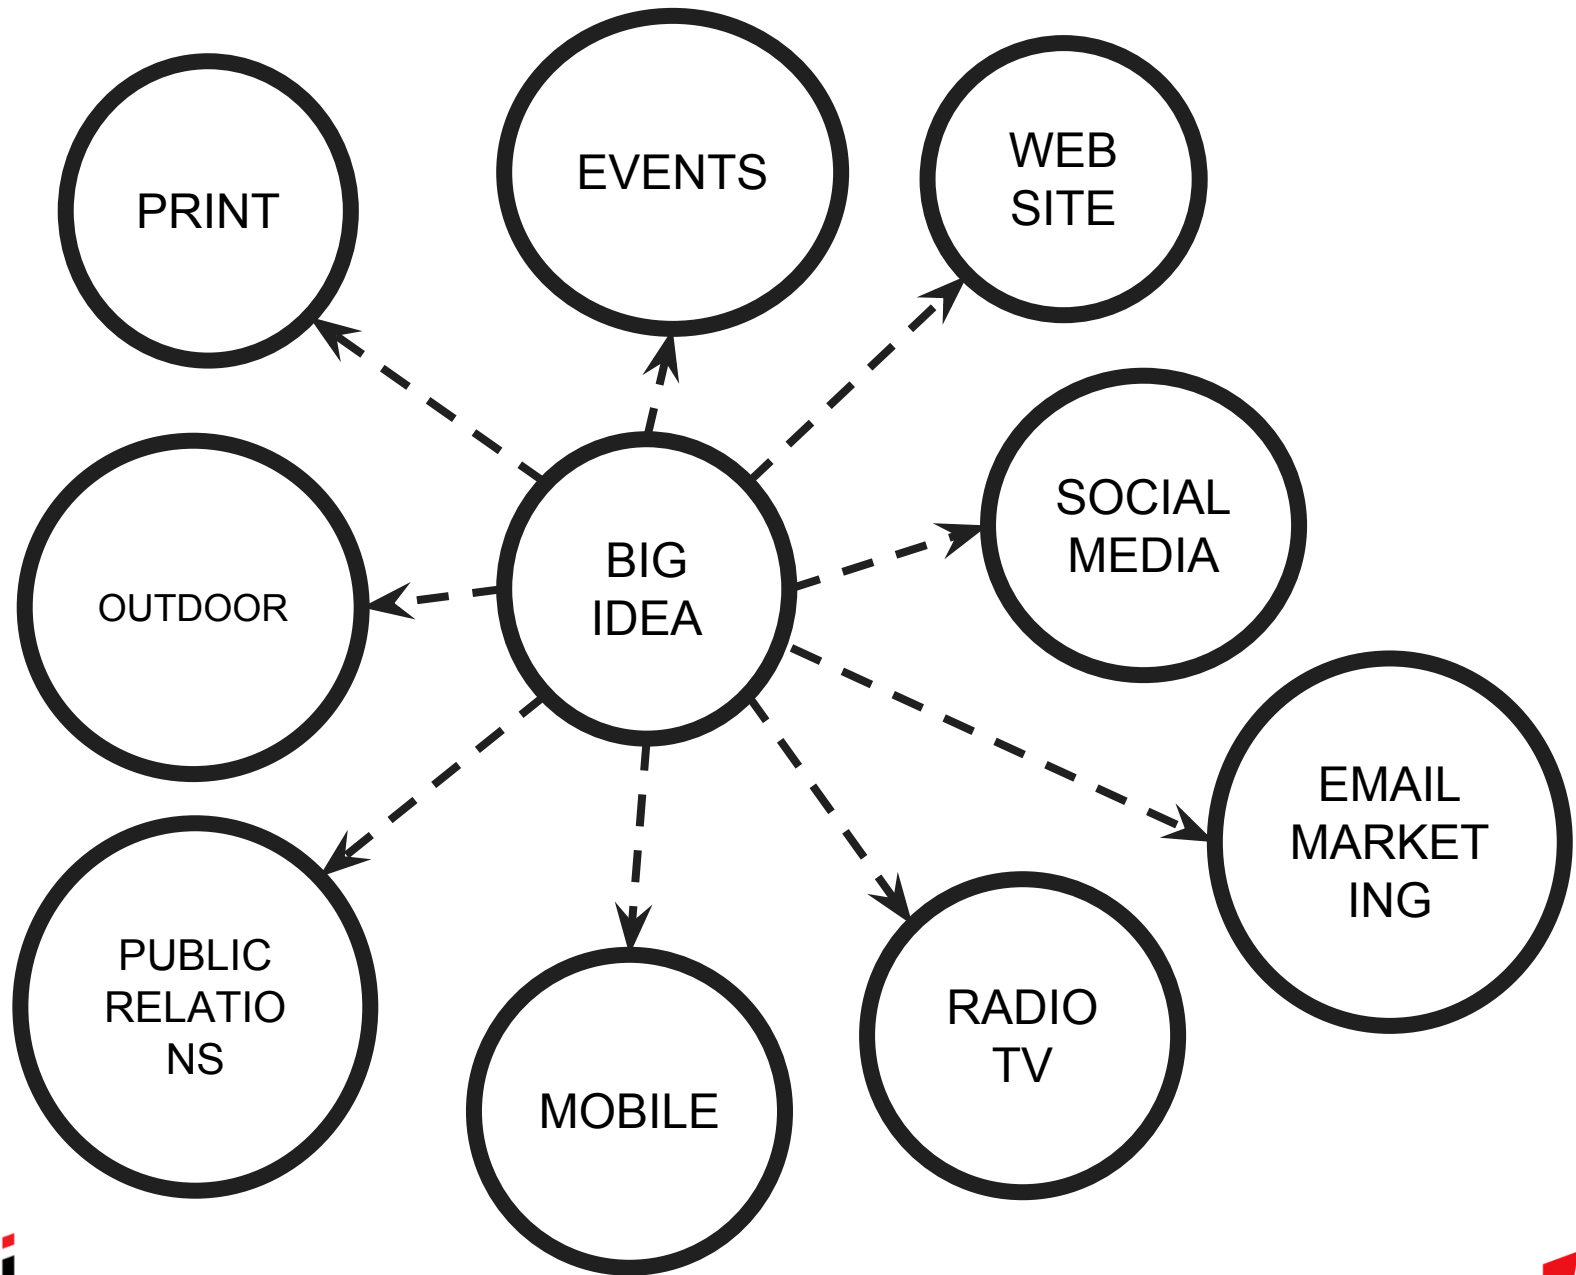 PRINT
EVENTS
WEB
SITE
SOCIAL
MEDIA
BIG
IDEA
OUTDOOR
EMAIL
MARKET
ING
PUBLIC
RELATIO
NS
RADIO
TV
MOBILE